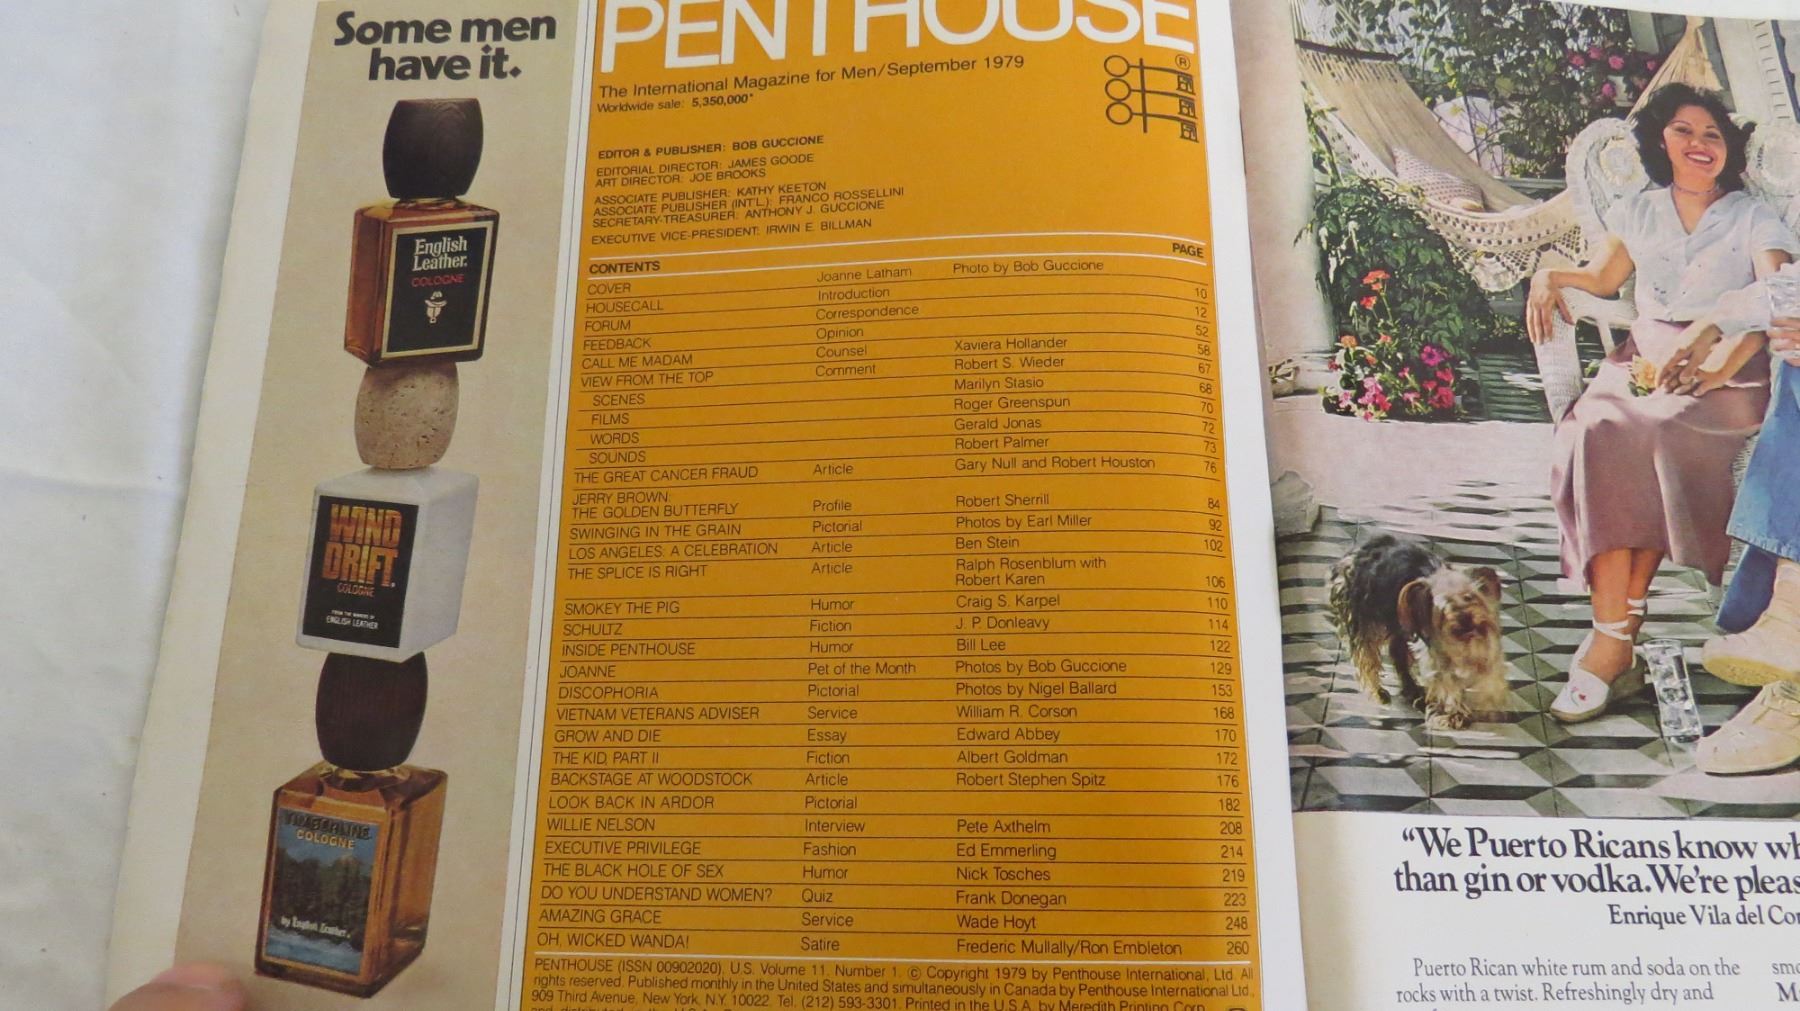 Some men
have it.
English
Leather.
COLOGNE
WIND
DRIFT
COLOGNE
FROM THE MAKERS OF
ENGLISH LEATHER
TIMBERLINE
COLOGNE
by English Leather.
PENTHOUSE
The International Magazine for Men/September 1979
Worldwide sale: 5,350,000*
EDITOR & PUBLISHER: BOB GUCCIONE
EDITORIAL DIRECTOR: JAMES GOODE
ART DIRECTOR: JOE BROOKS
ASSOCIATE PUBLISHER: KATHY KEETON
ASSOCIATE PUBLISHER (INT'L.): FRANCO ROSSELLINI
SECRETARY-TREASURER: ANTHONY J. GUCCIONE
EXECUTIVE VICE-PRESIDENT: IRWIN E. BILLMAN
CONTENTS PAGE
COVER Joanne Latham Photo by Bob Guccione
HOUSECALL Introduction 10
FORUM Correspondence 12
FEEDBACK Opinion 52
CALL ME MADAM Counsel Xaviera Hollander 58
VIEW FROM THE TOP Comment Robert S. Wieder 67
SCENES Marilyn Stasio 68
FILMS Roger Greenspun 70
WORDS Gerald Jonas 72
SOUNDS Robert Palmer 73
THE GREAT CANCER FRAUD Article Gary Null and Robert Houston 76
JERRY BROWN:
THE GOLDEN BUTTERFLY Profile Robert Sherrill 84
SWINGING IN THE GRAIN Pictorial Photos by Earl Miller 92
LOS ANGELES: A CELEBRATION Article Ben Stein 102
THE SPLICE IS RIGHT Article Ralph Rosenblum with
Robert Karen 106
SMOKEY THE PIG Humor Craig S. Karpel 110
SCHULTZ Fiction J. P. Donleavy 114
INSIDE PENTHOUSE Humor Bill Lee 122
JOANNE Pet of the Month Photos by Bob Guccione 129
DISCOPHORIA Pictorial Photos by Nigel Ballard 153
VIETNAM VETERANS ADVISER Service William R. Corson 168
GROW AND DIE Essay Edward Abbey 170
THE KID, PART II Fiction Albert Goldman 172
BACKSTAGE AT WOODSTOCK Article Robert Stephen Spitz 176
LOOK BACK IN ARDOR Pictorial 182
WILLIE NELSON Interview Pete Axthelm 208
EXECUTIVE PRIVILEGE Fashion Ed Emmerling 214
THE BLACK HOLE OF SEX Humor Nick Tosches 219
DO YOU UNDERSTAND WOMEN? Quiz Frank Donegan 223
AMAZING GRACE Service Wade Hoyt 248
OH, WICKED WANDA! Satire Frederic Mullally/Ron Embleton 260
PENTHOUSE (ISSN 00902020), U.S. Volume 11, Number 1. © Copyright 1979 by Penthouse International, Ltd. All
rights reserved. Published monthly in the United States and simultaneously in Canada by Penthouse International Ltd.,
909 Third Avenue, New York, N.Y. 10022. Tel. (212) 593-3301. Printed in the U.S.A. by Meredith Printing Corp.
“We Puerto Ricans know
than gin or vodka. We're
Enrique Vila del
Puerto Rican white rum and soda on the
rocks with a twist. Refreshingly dry and